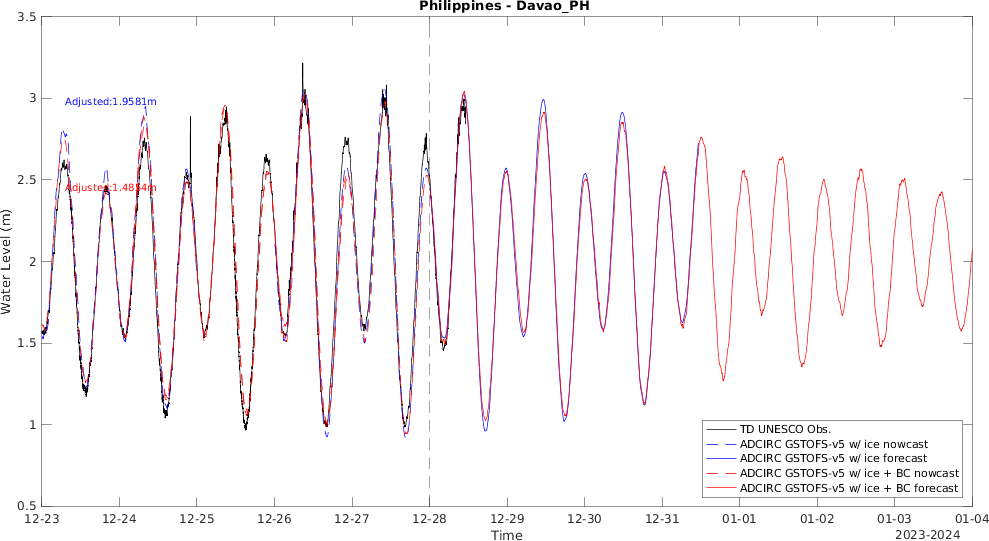 Philippines - Davao_PH
3.5
3
2.5
2
1.5
1
0.5
Water Level (m)
Adjusted:1.9581m
Adjusted:1.4854m
TD UNESCO Obs.
ADCIRC GSTOFS-v5 w/ ice nowcast
ADCIRC GSTOFS-v5 w/ ice forecast
ADCIRC GSTOFS-v5 w/ ice + BC nowcast
ADCIRC GSTOFS-v5 w/ ice + BC forecast
12-23 12-24 12-25 12-26 12-27 12-28 12-29 12-30 12-31 01-01 01-02 01-03 01-04
Time
2023-2024